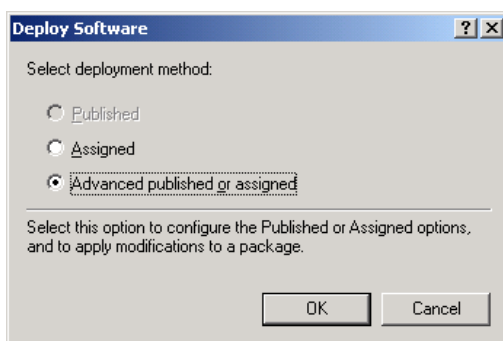 Deploy Software
Select deployment method:
Published
Assigned
Advanced published or assigned
Select this option to configure the Published or Assigned options,
and to apply modifications to a package.
OK
Cancel